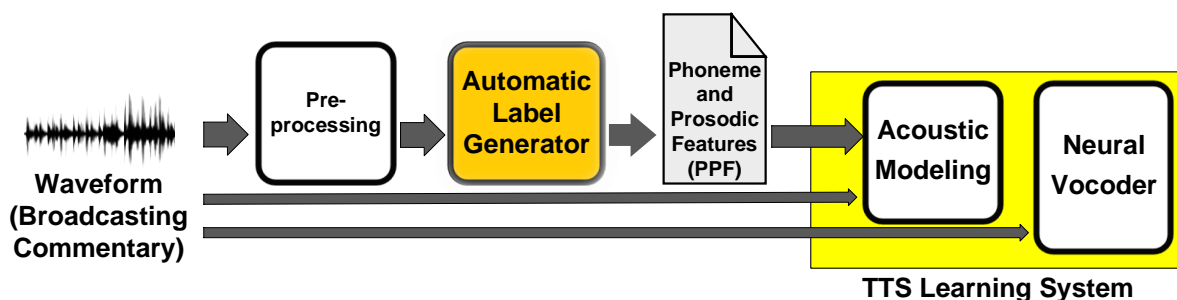 Waveform
(Broadcasting
Commentary)
Pre-
processing
Automatic
Label
Generator
Phoneme
and
Prosodic
Features
(PPF)
Acoustic
Modeling
Neural
Vocoder
TTS Learning System